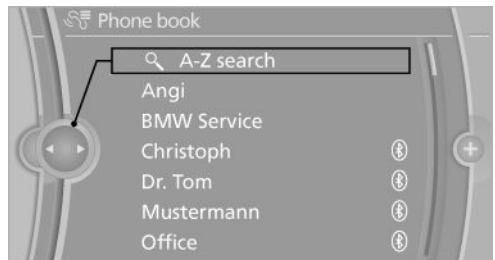 Phone book
A-Z search
Angi
BMW Service
Christoph
Dr. Tom
Mustermann
Office